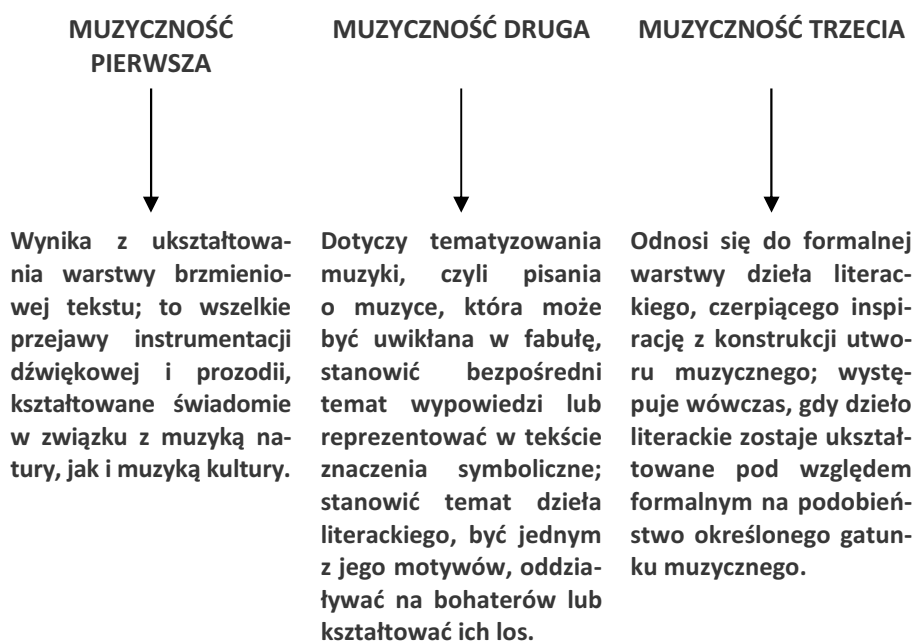 MUZYCZNOŚĆ
PIERWSZA
MUZYCZNOŚĆ DRUGA
MUZYCZNOŚĆ TRZECIA
Wynika z ukształtowa-
nia warstwy brzmienio-
wej tekstu; to wszelkie
przejawy instrumentacji
dźwiękowej i prozodii,
kształtowane świadomie
w związku z muzyką na-
tury, jak i muzyką kultury.
Dotyczy tematyzowania
muzyki, czyli pisania
o muzyce, która może
być uwikłana w fabułę,
stanowić bezpośredni
temat wypowiedzi lub
reprezentować w tekście
znaczenia symboliczne;
stanowić temat dzieła
literackiego, być jednym
z jego motywów, oddzia-
ływać na bohaterów lub
kształtować ich los.
Odnosi się do formalnej
warstwy dzieła literac-
kiego, czerpiącego inspi-
rację z konstrukcji utwo-
ru muzycznego; wystę-
puje wówczas, gdy dzieło
literackie zostaje ukształ-
towane pod względem
formalnym na podobień-
stwo określonego gatun-
ku muzycznego.